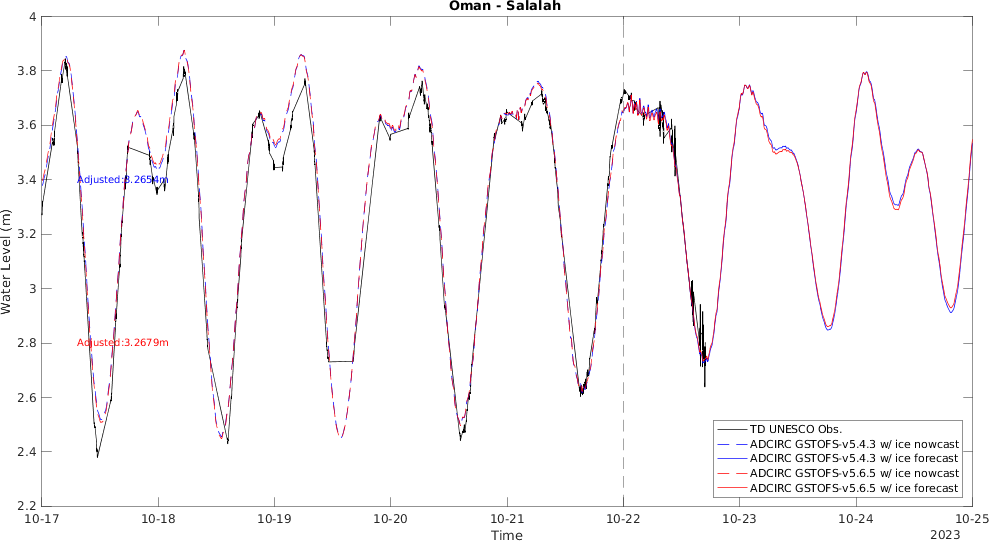 Oman - Salalah
4
3.8
3.6
3.4
3.2
3
2.8
2.6
2.4
2.2
Water Level (m)
Adjusted:3.2654m
Adjusted:3.2679m
TD UNESCO Obs.
ADCIRC GSTOFS-v5.4.3 w/ ice nowcast
ADCIRC GSTOFS-v5.4.3 w/ ice forecast
ADCIRC GSTOFS-v5.6.5 w/ ice nowcast
ADCIRC GSTOFS-v5.6.5 w/ ice forecast
10-17 10-18 10-19 10-20 10-21 10-22 10-23 10-24 10-25
Time
2023